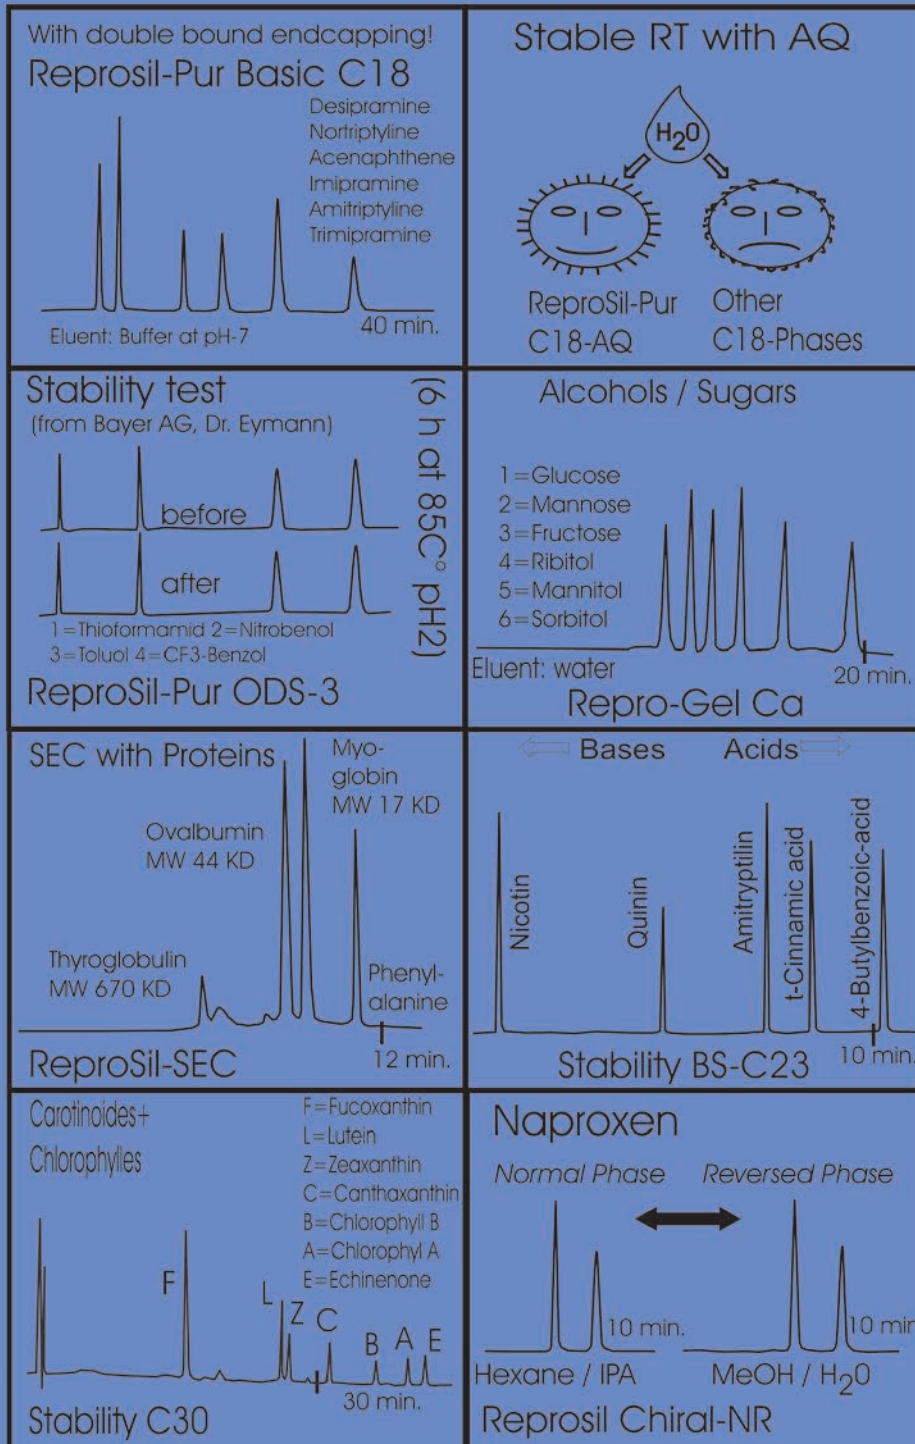 With double bound endcapping!
Reprosil-Pur Basic C18
Desipramine
Nortriptyline
Acenaphthene
Imipramine
Amitriptyline
Trimipramine
40 min.
Eluent: Buffer at pH-7
Stable RT with AQ
H2O
ReproSil-Pur
C18-AQ
Other
C18-Phases
Stability test
(from Bayer AG, Dr. Eymann)
(6 h at 85C° pH2)
before
after
1=Thioformamid 2=Nitrobenol
3=Toluol 4=CF3-Benzol
ReproSil-Pur ODS-3
Alcohols / Sugars
1=Glucose
2=Mannose
3=Fructose
4=Ribitol
5=Mannitol
6=Sorbitol
Eluent: water
20 min.
Repro-Gel Ca
SEC with Proteins
Myo-
globin
MW 17 KD
Ovalbumin
MW 44 KD
Thyroglobulin
MW 670 KD
Phenyl-
alanine
12 min.
ReproSil-SEC
Bases Acids
Nicotin
Quinin
Amitryptilin
t-Cinnamic acid
4-Butylbenzoic-acid
10 min.
Stability BS-C23
Carotinoides+
Chlorophylles
F=Fucoxanthin
L=Lutein
Z=Zeaxanthin
C=Canthaxanthin
B=Chlorophyll B
A=Chlorophyl A
E=Echinenone
F
L
Z
C
B
A
E
30 min.
Stability C30
Naproxen
Normal Phase
Reversed Phase
10 min.
10 min
Hexane / IPA
MeOH / H2O
Reprosil Chiral-NR